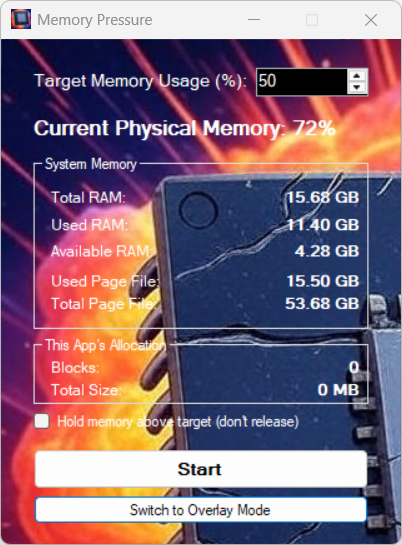 Memory Pressure
Target Memory Usage (%): 50
Current Physical Memory: 72%
System Memory
Total RAM: 15.68 GB
Used RAM: 11.40 GB
Available RAM: 4.28 GB
Used Page File: 15.50 GB
Total Page File: 53.68 GB
This App's Allocation
Blocks: 0
Total Size: 0 MB
Hold memory above target (don't release)
Start
Switch to Overlay Mode